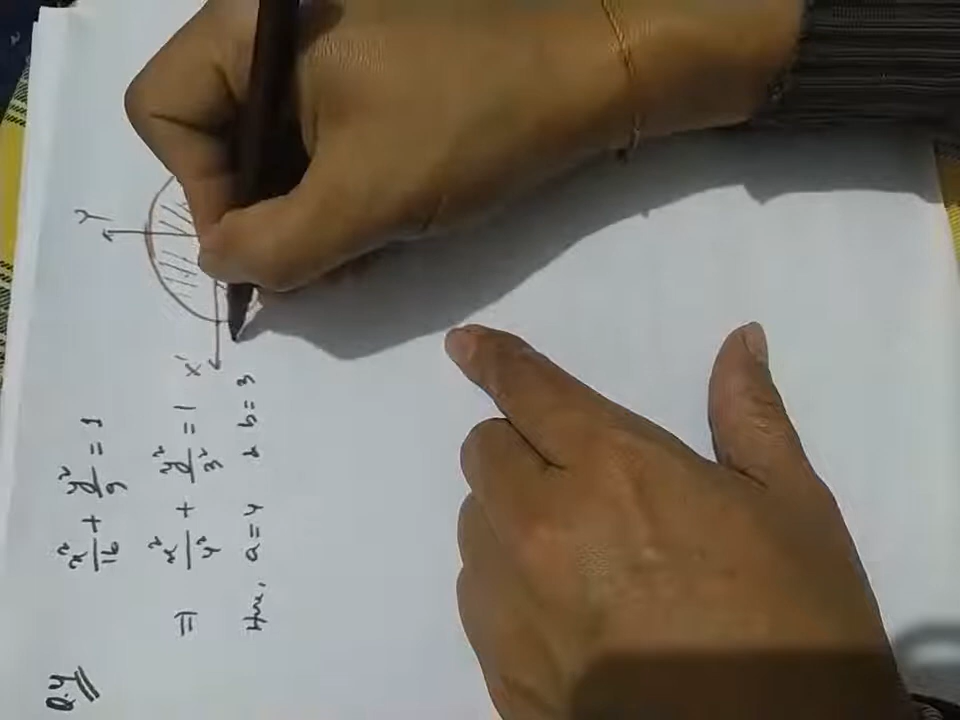 Q.4
x²/16 + y²/9 = 1
⇒ x²/4² + y²/3² = 1
Here, a=4 & b=3
Y
X'